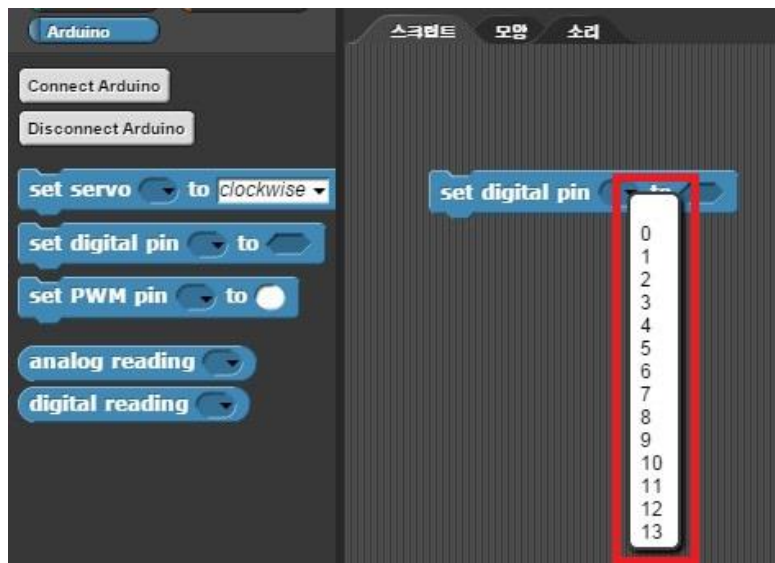 Arduino
Connect Arduino
Disconnect Arduino
set servo to clockwise
set digital pin to
set PWM pin to
analog reading
digital reading
스크립트 모양 소리
set digital pin to
0
1
2
3
4
5
6
7
8
9
10
11
12
13